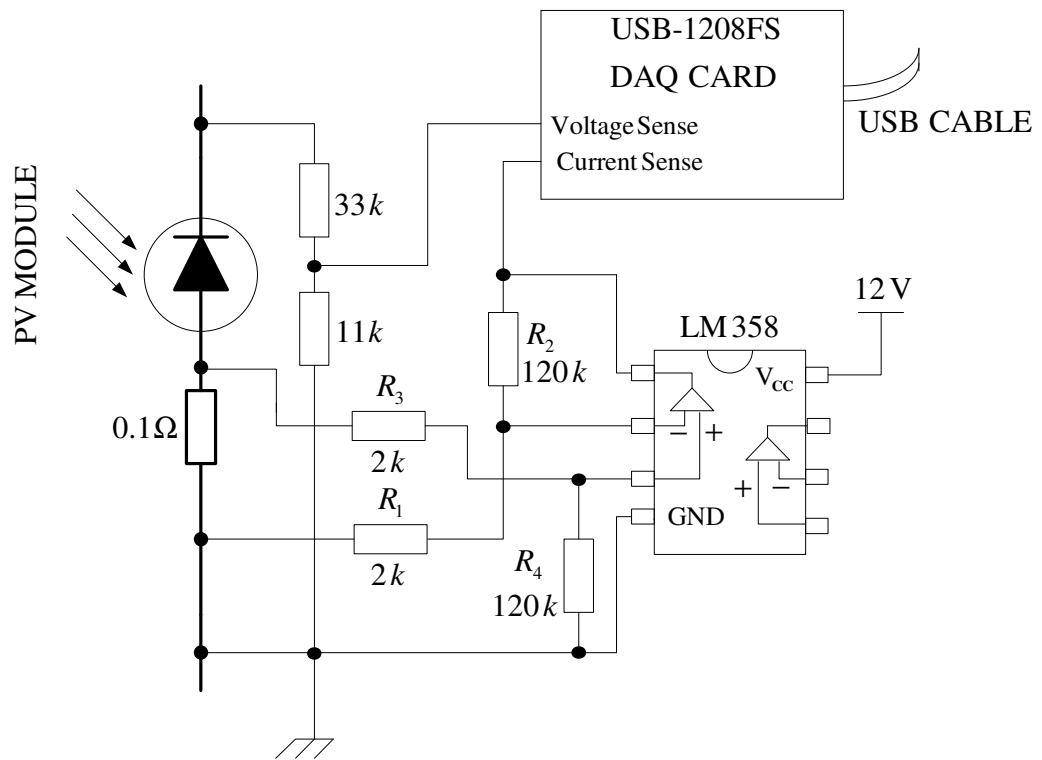 USB-1208FS
DAQ CARD
Voltage Sense
Current Sense
USB CABLE
PV MODULE
33k
11k
0.1Ω
R3
2k
R1
2k
R2
120k
R4
120k
LM358
12V
VCC
− +
+ −
GND